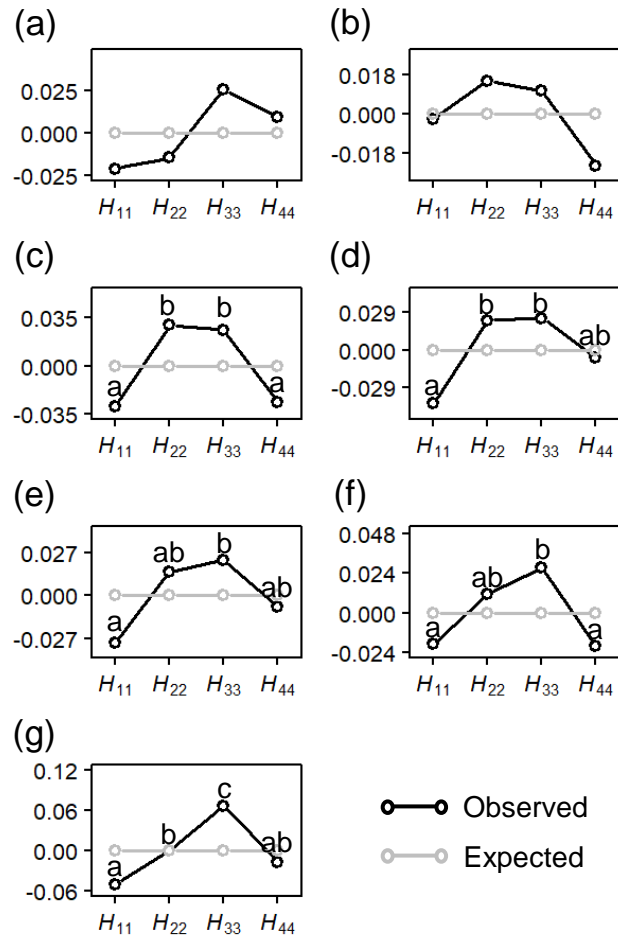 (a) (b)
0.025
0.000
-0.025
H11 H22 H33 H44
0.018
0.000
-0.018
H11 H22 H33 H44
(c) (d)
0.035
0.000
-0.035
a b b a
H11 H22 H33 H44
0.029
0.000
-0.029
a b b ab
H11 H22 H33 H44
(e) (f)
0.027
0.000
-0.027
a ab b ab
H11 H22 H33 H44
0.048
0.024
0.000
-0.024
a ab b a
H11 H22 H33 H44
(g)
0.12
0.06
0.00
-0.06
a b c ab
H11 H22 H33 H44
Observed
Expected